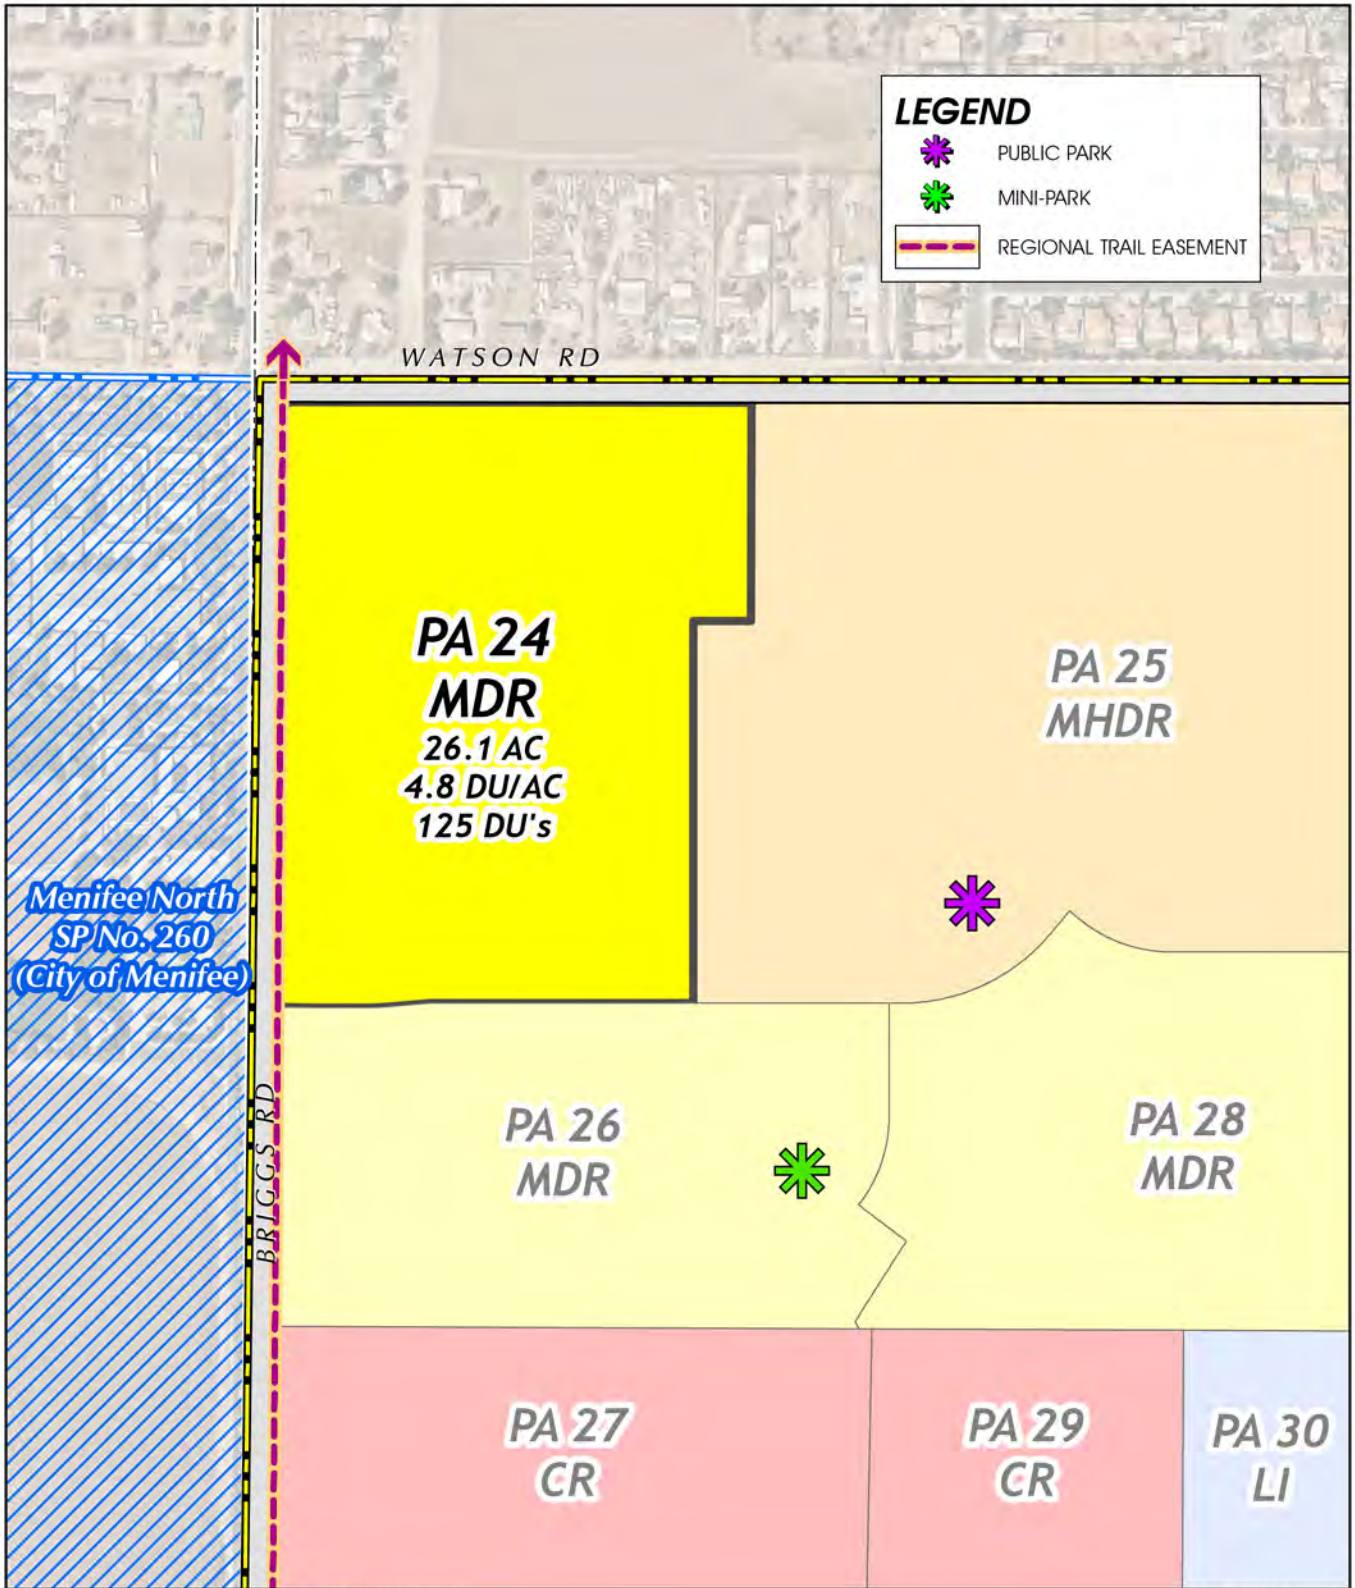 LEGEND
PUBLIC PARK
MINI-PARK
REGIONAL TRAIL EASEMENT
WATSON RD
PA 24
MDR
26.1 AC
4.8 DU/AC
125 DU's
PA 25
MHDR
Menifee North
SP No. 260
(City of Menifee)
BRIGGS RD
PA 26
MDR
PA 28
MDR
PA 27
CR
PA 29
CR
PA 30
LI